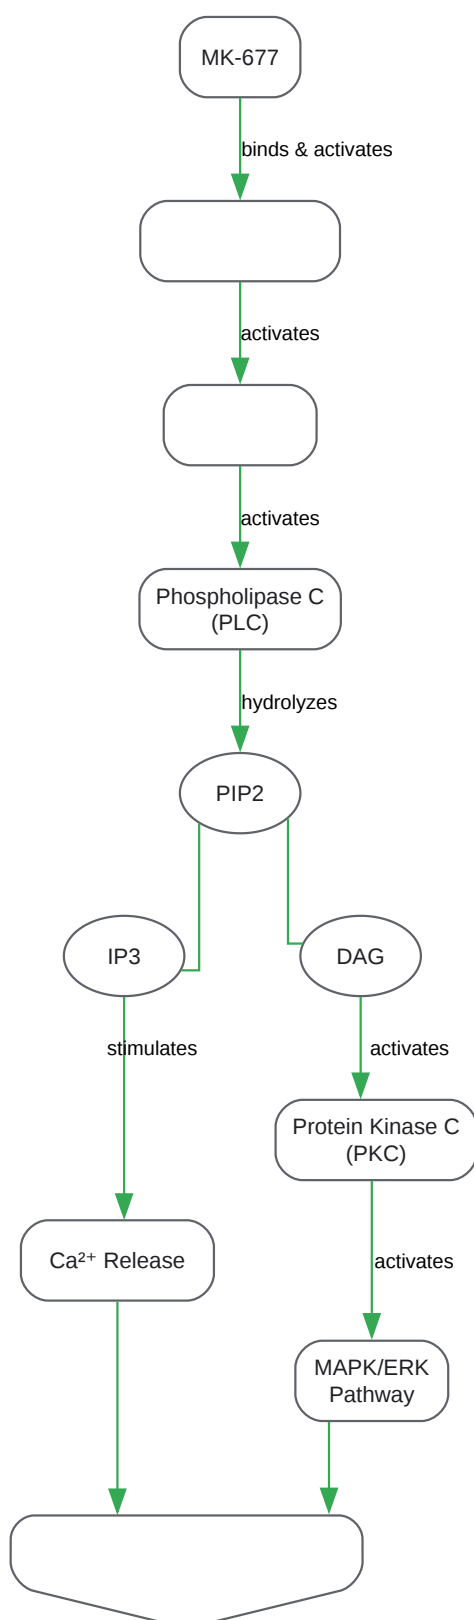 MK-677
binds & activates
activates
activates
Phospholipase C
(PLC)
hydrolyzes
PIP2
IP3
DAG
stimulates
activates
Protein Kinase C
(PKC)
Ca²⁺ Release
activates
MAPK/ERK
Pathway